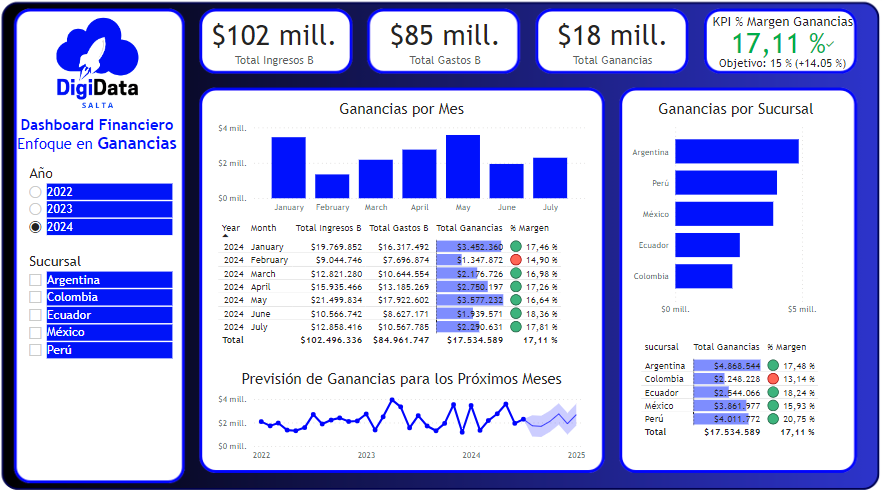 DigiData
SALTA
Dashboard Financiero
Enfoque en Ganancias
Año
2022
2023
2024
Sucursal
Argentina
Colombia
Ecuador
México
Perú
$102 mill.
Total Ingresos B
$85 mill.
Total Gastos B
$18 mill.
Total Ganancias
KPI % Margen Ganancias
17,11 %
Objetivo: 15 % (+14.05 %)
Ganancias por Mes
$4 mill.
$2 mill.
$0 mill.
January February March April May June July
Year Month Total Ingresos B Total Gastos B Total Ganancias % Margen
2024 January $19.769.852 $16.317.492 $3.452.360 17,46 %
2024 February $9.044.746 $7.696.874 $1.347.872 14,90 %
2024 March $12.821.280 $10.644.554 $2.176.726 16,98 %
2024 April $15.935.466 $13.185.269 $2.750.197 17,26 %
2024 May $21.499.834 $17.922.602 $3.577.232 16,64 %
2024 June $10.566.742 $8.627.171 $1.939.571 18,36 %
2024 July $12.858.416 $10.567.785 $2.290.631 17,81 %
Total $102.496.336 $84.961.747 $17.534.589 17,11 %
Previsión de Ganancias para los Próximos Meses
$4 mill.
$2 mill.
$0 mill.
2022 2023 2024 2025
Ganancias por Sucursal
Argentina
Perú
México
Ecuador
Colombia
$0 mill. $5 mill.
sucursal Total Ganancias % Margen
Argentina $4.868.544 17,48 %
Colombia $2.248.228 13,14 %
Ecuador $2.544.066 18,24 %
México $3.861.977 15,93 %
Perú $4.011.772 20,75 %
Total $17.534.589 17,11 %